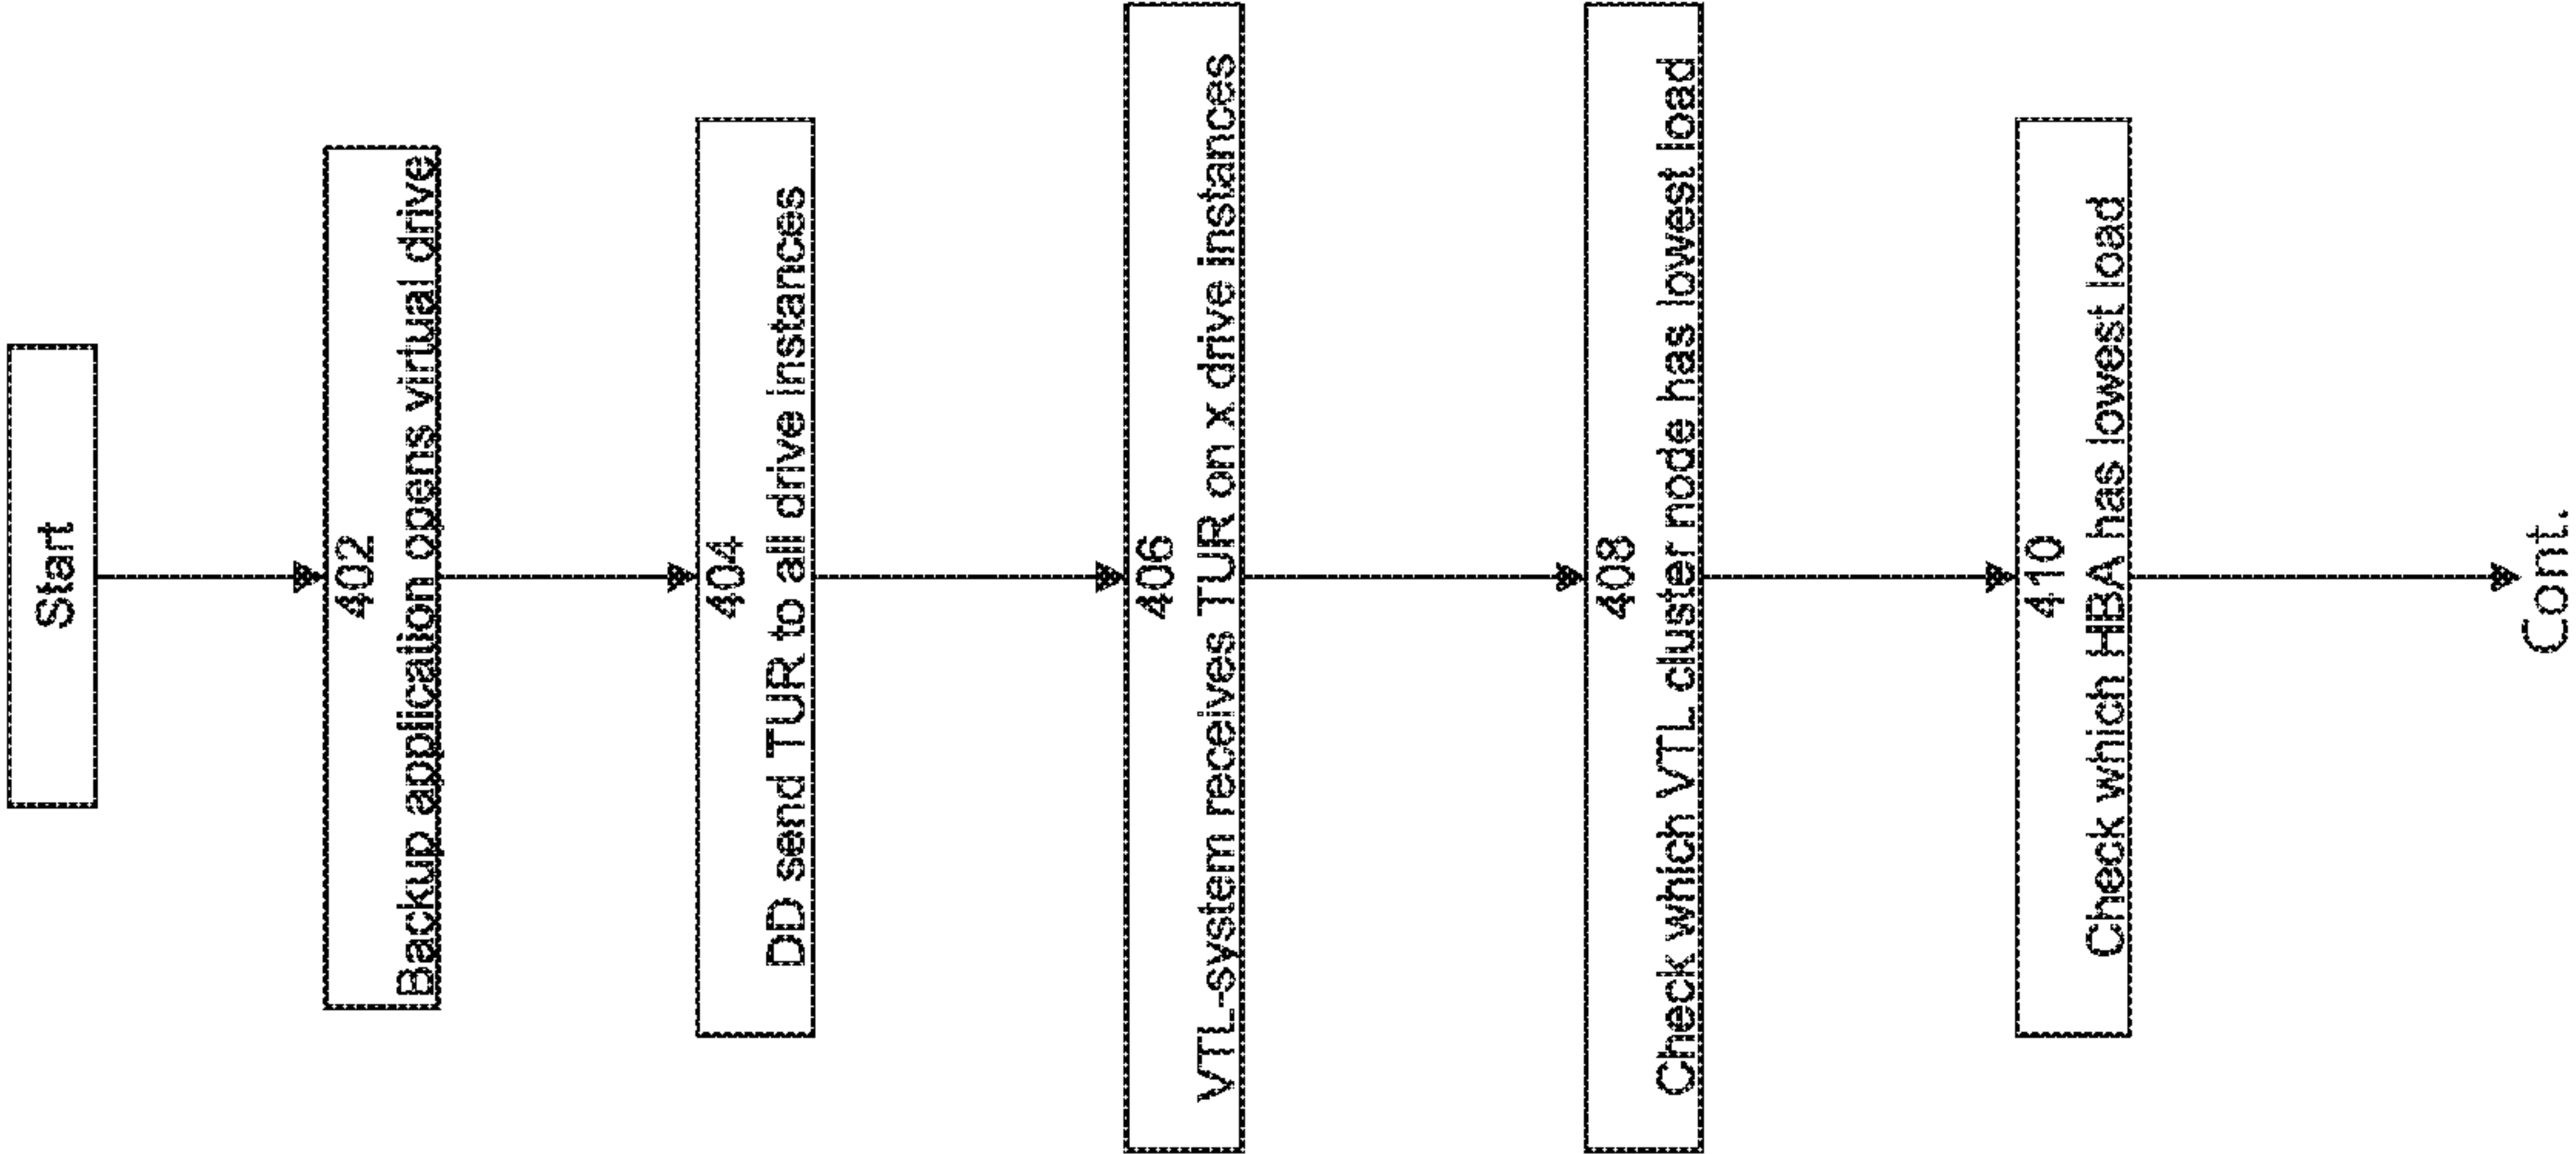 Start
402
Backup application opens virtual drive
404
DD send TUR to all drive instances
406
VTL-system receives TUR on x drive instances
408
Check which VTL cluster node has lowest load
410
Check which HBA has lowest load
Cont.